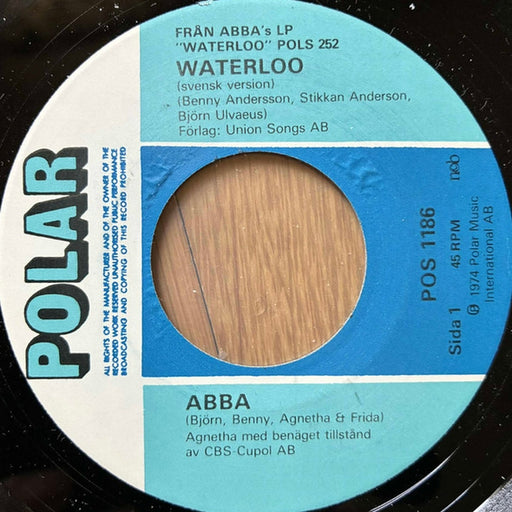 FRÅN ABBA's LP
"WATERLOO" POLS 252
WATERLOO
(svensk version)
(Benny Andersson, Stikkan Anderson,
Björn Ulvaeus)
Förlag: Union Songs AB
POLAR
ALL RIGHTS OF THE MANUFACTURER AND OF THE OWNER OF THE
RECORDED WORK RESERVED UNAUTHORISED PUBLIC PERFORMANCE
BROADCASTING AND COPYING OF THIS RECORD PROHIBITED
POS 1186
ncb
Sida 1 45 RPM
℗ 1974 Polar Music
International AB
ABBA
(Björn, Benny, Agnetha & Frida)
Agnetha med benäget tillstånd
av CBS-Cupol AB